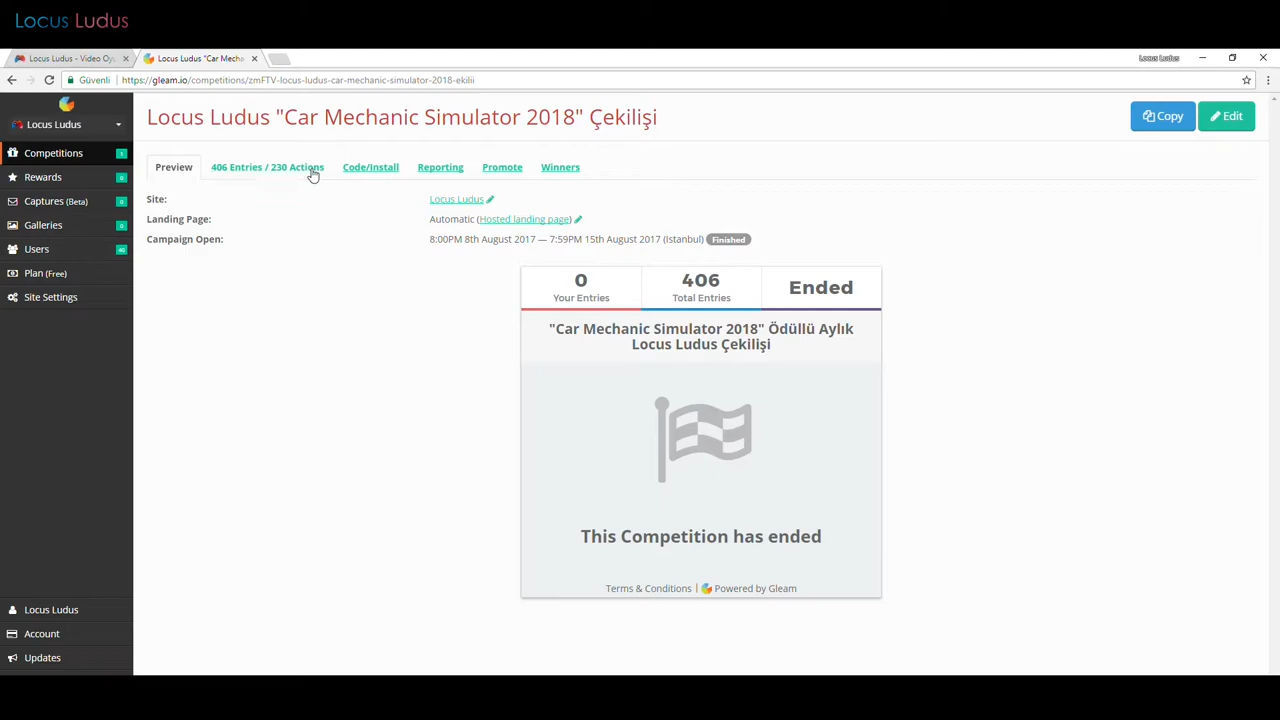 Locus Ludus
Locus Ludus - Video Oyu
Locus Ludus "Car Mecha
Locus Ludus
Güvenli
https://gleam.io/competitions/zmFTV-locus-ludus-car-mechanic-simulator-2018-ekilii
Locus Ludus
Competitions 1
Rewards 0
Captures (Beta) 0
Galleries 0
Users
Plan (Free)
Site Settings
Locus Ludus
Account
Updates
Locus Ludus "Car Mechanic Simulator 2018" Çekilişi
Copy
Edit
Preview
406 Entries / 230 Actions
Code/Install
Reporting
Promote
Winners
Site: Locus Ludus
Landing Page: Automatic (Hosted landing page)
Campaign Open: 8:00PM 8th August 2017 — 7:59PM 15th August 2017 (Istanbul) Finished
0
Your Entries
406
Total Entries
Ended
"Car Mechanic Simulator 2018" Ödüllü Aylık
Locus Ludus Çekilişi
This Competition has ended
Terms & Conditions | Powered by Gleam